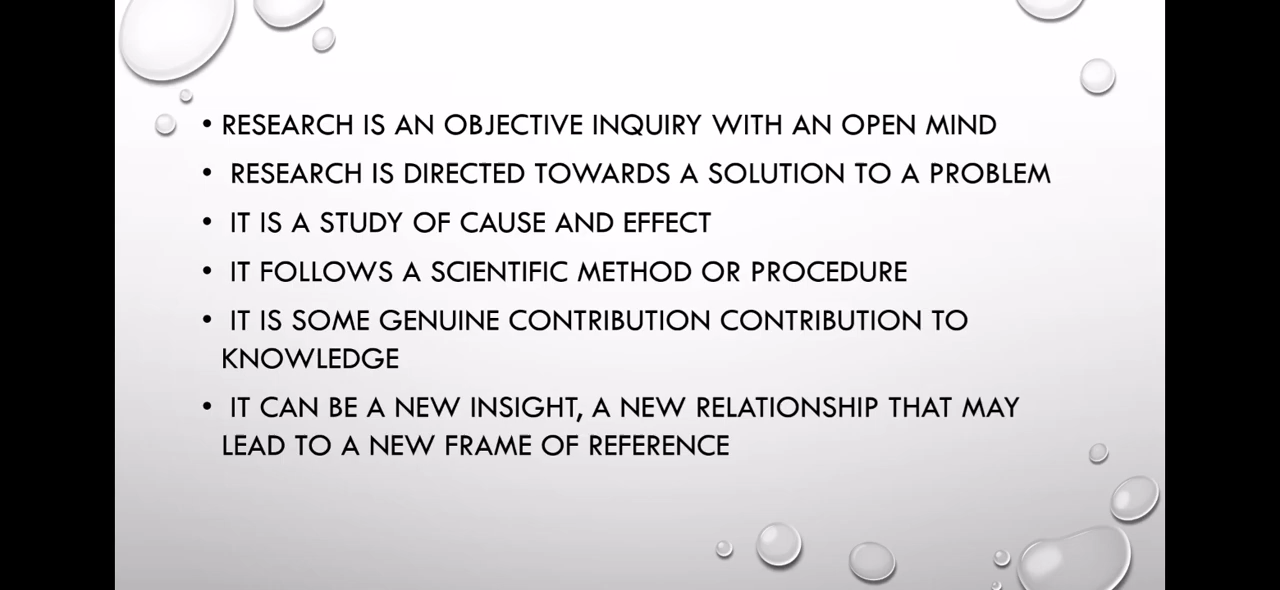 • RESEARCH IS AN OBJECTIVE INQUIRY WITH AN OPEN MIND
• RESEARCH IS DIRECTED TOWARDS A SOLUTION TO A PROBLEM
• IT IS A STUDY OF CAUSE AND EFFECT
• IT FOLLOWS A SCIENTIFIC METHOD OR PROCEDURE
• IT IS SOME GENUINE CONTRIBUTION CONTRIBUTION TO
KNOWLEDGE
• IT CAN BE A NEW INSIGHT, A NEW RELATIONSHIP THAT MAY
LEAD TO A NEW FRAME OF REFERENCE